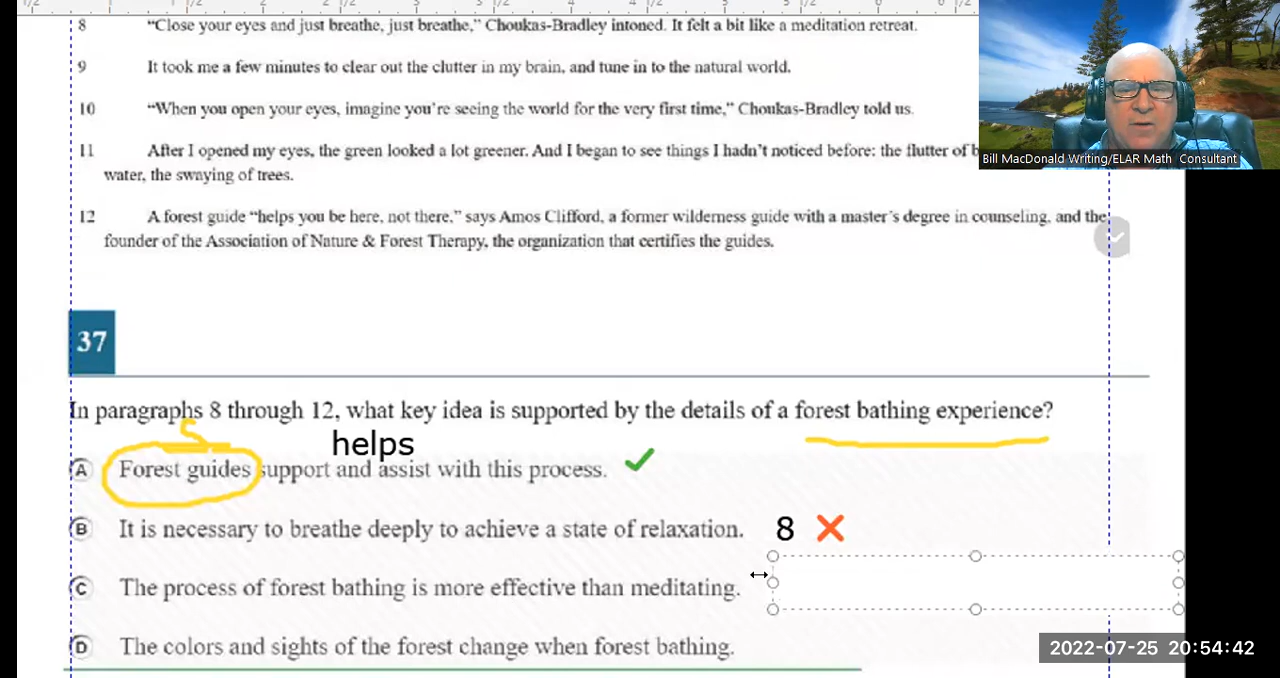 8 “Close your eyes and just breathe, just breathe,” Choukas-Bradley intoned. It felt a bit like a meditation retreat.
9 It took me a few minutes to clear out the clutter in my brain, and tune in to the natural world.
10 “When you open your eyes, imagine you’re seeing the world for the very first time,” Choukas-Bradley told us.
11 After I opened my eyes, the green looked a lot greener. And I began to see things I hadn’t noticed before: the flutter of
water, the swaying of trees.
Bill MacDonald Writing/ELAR Math Consultant
12 A forest guide “helps you be here, not there,” says Amos Clifford, a former wilderness guide with a master’s degree in counseling, and the
founder of the Association of Nature & Forest Therapy, the organization that certifies the guides.
37
In paragraphs 8 through 12, what key idea is supported by the details of a forest bathing experience?
helps
A Forest guides support and assist with this process.
B It is necessary to breathe deeply to achieve a state of relaxation. 8
C The process of forest bathing is more effective than meditating.
D The colors and sights of the forest change when forest bathing.
2022-07-25 20:54:42